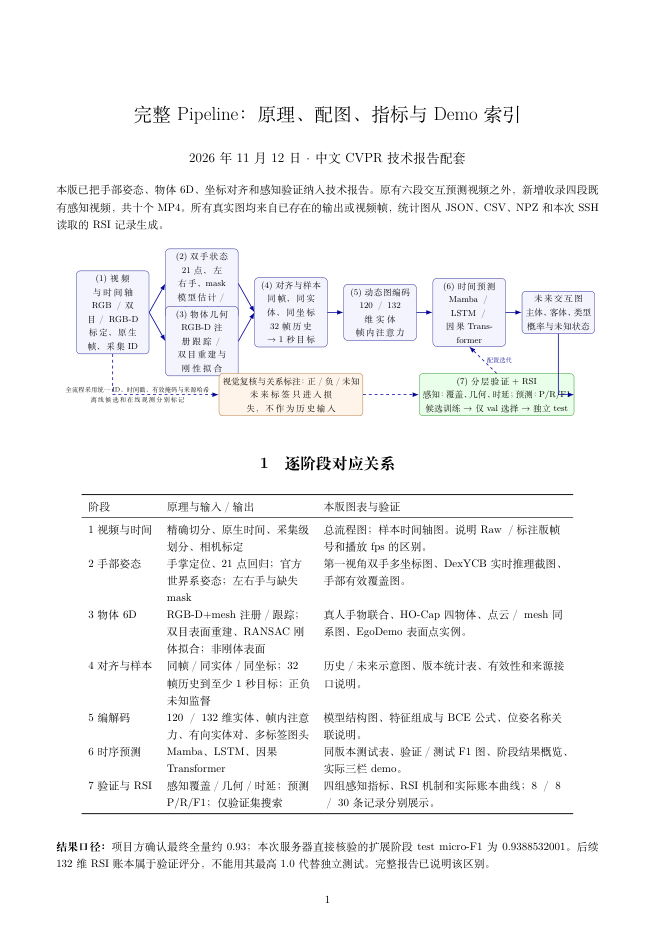 完整 Pipeline：原理、配图、指标与 Demo 索引
2026 年 11 月 12 日 · 中文 CVPR 技术报告配套
本版已把手部姿态、物体 6D、坐标对齐和感知验证纳入技术报告。原有六段交互预测视频之外，新增收录四段既
有感知视频，共十个 MP4。所有真实图均来自已存在的输出或视频帧，统计图从 JSON、CSV、NPZ 和本次 SSH
读取的 RSI 记录生成。
(1) 视频
与时间轴
RGB / 双
目 / RGB-D
标定、原生
帧、采集 ID
(2) 双手状态
21 点、左
右手、mask
模型估计 /
(3) 物体几何
RGB-D 注
册跟踪 /
双目重建与
刚性拟合
(4) 对齐与样本
同帧、同实
体、同坐标
32 帧历史
→ 1 秒目标
(5) 动态图编码
120 / 132
维实体
帧内注意力
(6) 时间预测
Mamba /
LSTM /
因果 Trans-
former
未来交互图
主体、客体、类型
概率与未知状态
配置迭代
全流程采用统一 ID、时间戳、有效掩码与来源哈希
离线候选和在线观测分别标记
视觉复核与关系标注：正 / 负 / 未知
未来标签只进入损
失，不作为历史输入
(7) 分层验证 + RSI
感知：覆盖、几何、时延；预测：P/R/F1
候选训练 → 仅 val 选择 → 独立 test
1 逐阶段对应关系
阶段 原理与输入 / 输出 本版图表与验证
1 视频与时间 精确切分、原生时间、采集级 总流程图；样本时间轴图。说明 Raw / 标注版帧
划分、相机标定 号和播放 fps 的区别。
2 手部姿态 手掌定位、21 点回归；官方 第一视角双手多坐标图、DexYCB 实时推理截图、
世界系姿态；左右手与缺失 手部有效覆盖图。
mask
3 物体 6D RGB-D+mesh 注册 / 跟踪； 真人手物联合、HO-Cap 四物体、点云 / mesh 同
双目表面重建、RANSAC 刚 系图、EgoDemo 表面点实例。
体拟合；非刚体表面
4 对齐与样本 同帧 / 同实体 / 同坐标；32 历史 / 未来示意图、版本统计表、有效性和来源接
帧历史到至少 1 秒目标；正负 口说明。
未知监督
5 编解码 120 / 132 维实体、帧内注意 模型结构图、特征组成与 BCE 公式、位姿名称关
力、有向实体对、多标签图头 联说明。
6 时序预测 Mamba、LSTM、因果 同版本测试表、验证 / 测试 F1 图、阶段结果概览、
Transformer 实际三栏 demo。
7 验证与 RSI 感知覆盖 / 几何 / 时延；预测 四组感知指标、RSI 机制和实际账本曲线；8 / 8
P/R/F1；仅验证集搜索 / 30 条记录分别展示。
结果口径：项目方确认最终全量约 0.93；本次服务器直接核验的扩展阶段 test micro-F1 为 0.9388532001。后续
132 维 RSI 账本属于验证评分，不能用其最高 1.0 代替独立测试。完整报告已说明该区别。
1